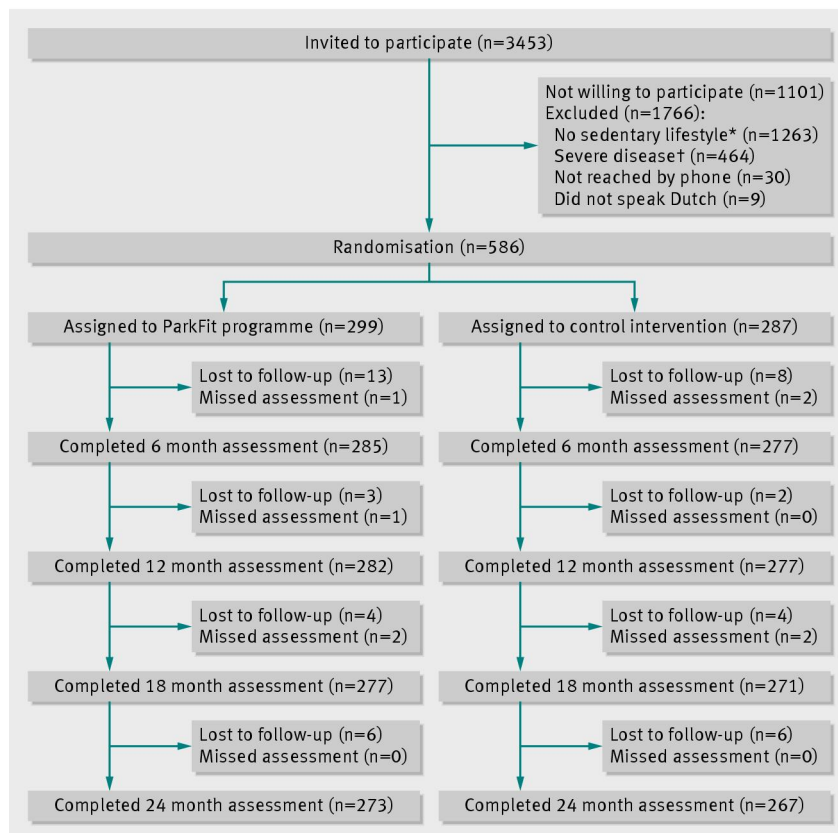 Invited to participate (n=3453)
Not willing to participate (n=1101)
Excluded (n=1766):
No sedentary lifestyle* (n=1263)
Severe disease† (n=464)
Not reached by phone (n=30)
Did not speak Dutch (n=9)
Randomisation (n=586)
Assigned to ParkFit programme (n=299)
Lost to follow-up (n=13)
Missed assessment (n=1)
Completed 6 month assessment (n=285)
Lost to follow-up (n=3)
Missed assessment (n=1)
Completed 12 month assessment (n=282)
Lost to follow-up (n=4)
Missed assessment (n=2)
Completed 18 month assessment (n=277)
Lost to follow-up (n=6)
Missed assessment (n=0)
Completed 24 month assessment (n=273)
Assigned to control intervention (n=287)
Lost to follow-up (n=8)
Missed assessment (n=2)
Completed 6 month assessment (n=277)
Lost to follow-up (n=2)
Missed assessment (n=0)
Completed 12 month assessment (n=277)
Lost to follow-up (n=4)
Missed assessment (n=2)
Completed 18 month assessment (n=271)
Lost to follow-up (n=6)
Missed assessment (n=0)
Completed 24 month assessment (n=267)